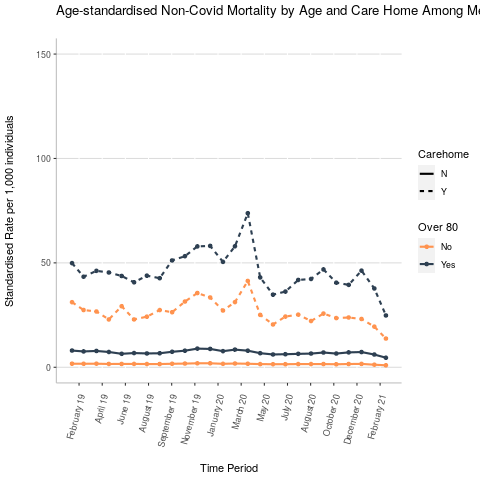 Age-standardised Non-Covid Mortality by Age and Care Home Among Me
Standardised Rate per 1,000 individuals
150
100
50
0
February 19
April 19
June 19
August 19
September 19
November 19
January 20
March 20
May 20
July 20
August 20
October 20
December 20
February 21
Time Period
Carehome
N
Y
Over 80
No
Yes